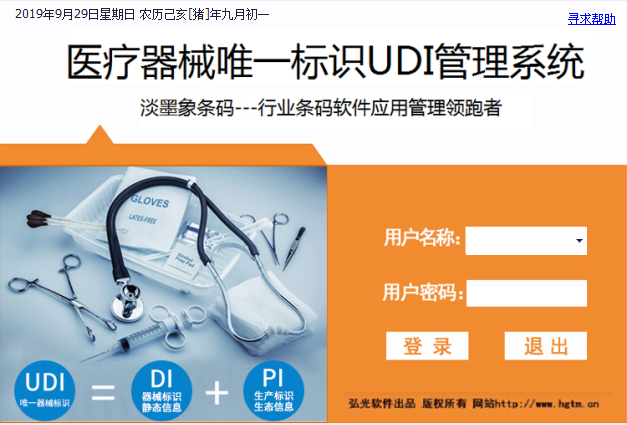 2019年9月29日星期日 农历己亥[猪]年九月初一
寻求帮助
医疗器械唯一标识UDI管理系统
淡墨象条码---行业条码软件应用管理领跑者
GLOVES
LATEX-FREE
Alcohol
Prep Pad
用户名称:
用户密码:
登 录
退 出
UDI
唯一器械标识
=
DI
器械标识
静态信息
+
PI
生产标识
生态信息
弘光软件出品 版权所有 网站http://www.hgtm.cn